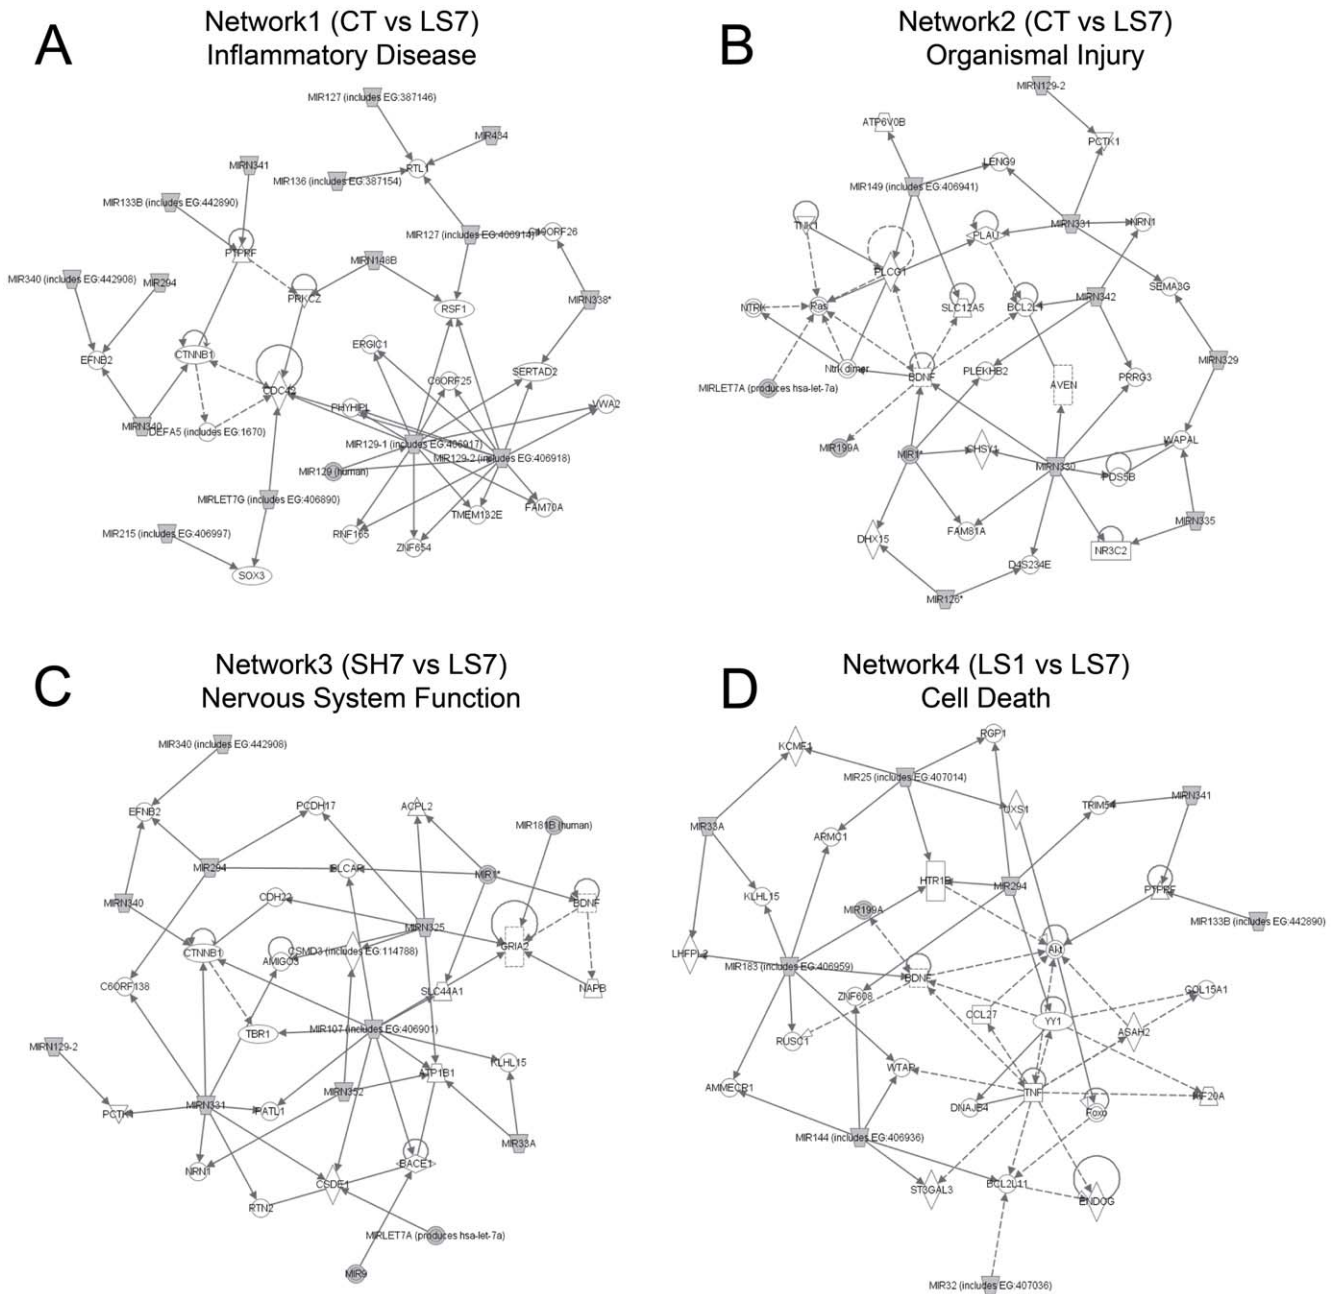 A
Network1 (CT vs LS7)
Inflammatory Disease
MIR127 (includes EG:387146)
MIR434
MIRN341
RTL1
MIR136 (includes EG:387154)
MIR133B (includes EG:442890)
MIR127 (includes EG:406914)
C19ORF26
PTPRF
MIRN148B
MIR340 (includes EG:442908)
MIR294
PRKCZ
MIRN338*
RSF1
ERGIC1
EFNB2
CTNNB1
C6ORF25
SERTAD2
CDC42
PHYHIPL
VWA2
MIRN340
DEFA5 (includes EG:1670)
MIR129-1 (includes EG:406917)
MIR129-2 (includes EG:406918)
MIR129 (human)
MIRLET7G (includes EG:406890)
TMEM132E
FAM70A
MIR215 (includes EG:406997)
RNF165
ZNF654
SOX3
B
Network2 (CT vs LS7)
Organismal Injury
MIRN129-2
ATP6V0B
PCTK1
LENG9
MIR149 (includes EG:406941)
TNK1
PLAU
MIRN331
NRN1
PLCG1
SEMA3G
NTRK
Ras
SLC12A5
BCL2L1
MIRN342
MIRN329
Ntrk dimer
BDNF
PLEKHB2
AVEN
PRRG3
MIRLET7A (produces hsa-let-7a)
MIR199A
MIR1*
CHSY1
MIRN330
WAPAL
PDS5B
MIRN335
DHX15
FAM81A
NR3C2
D4S234E
MIR126*
C
Network3 (SH7 vs LS7)
Nervous System Function
MIR340 (includes EG:442908)
EFNB2
PCDH17
ACPL2
MIR181B (human)
MIR294
BLCAP
MIR1*
MIRN340
CDH22
BDNF
MIRN325
CTNNB1
AMIGO3
CSMD3 (includes EG:114788)
GRIA2
C6ORF138
SLC44A1
NAPB
TBR1
MIR107 (includes EG:406901)
MIRN129-2
KLHL15
ATP1B1
MIRN352
PCTK1
MIRN331
PATL1
MIR33A
NRN1
BACE1
CSDE1
RTN2
MIRLET7A (produces hsa-let-7a)
MIR9
D
Network4 (LS1 vs LS7)
Cell Death
KCMF1
RGP1
MIR25 (includes EG:407014)
MIRN341
UXS1
TRIM54
MIR33A
ARMC1
HTR1B
MIR294
PTPRF
KLHL15
MIR199A
MIR133B (includes EG:442890)
LHFPL2
MIR183 (includes EG:406959)
BDNF
Akt
ZNF608
COL15A1
CCL27
YY1
ASAH2
RUSC1
WTAP
AMMECR1
TNF
KIF20A
DNAJB4
Foxo
MIR144 (includes EG:406936)
ST3GAL3
BCL2L11
ENDOG
MIR32 (includes EG:407036)